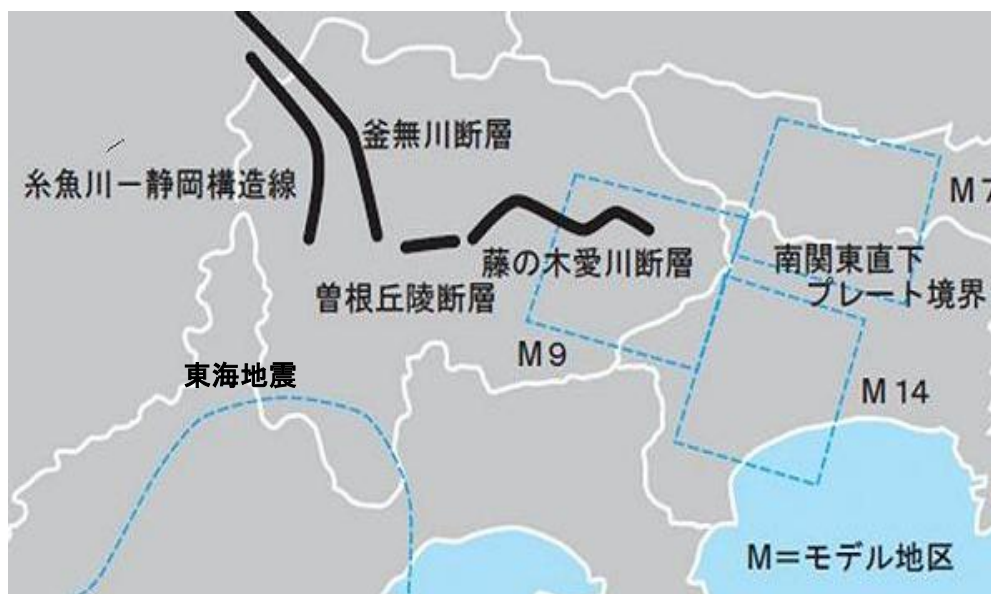 釜無川断層
糸魚川ー静岡構造線
M7
藤の木愛川断層
南関東直下
プレート境界
曽根丘陵断層
M9
東海地震
M14
M=モデル地区